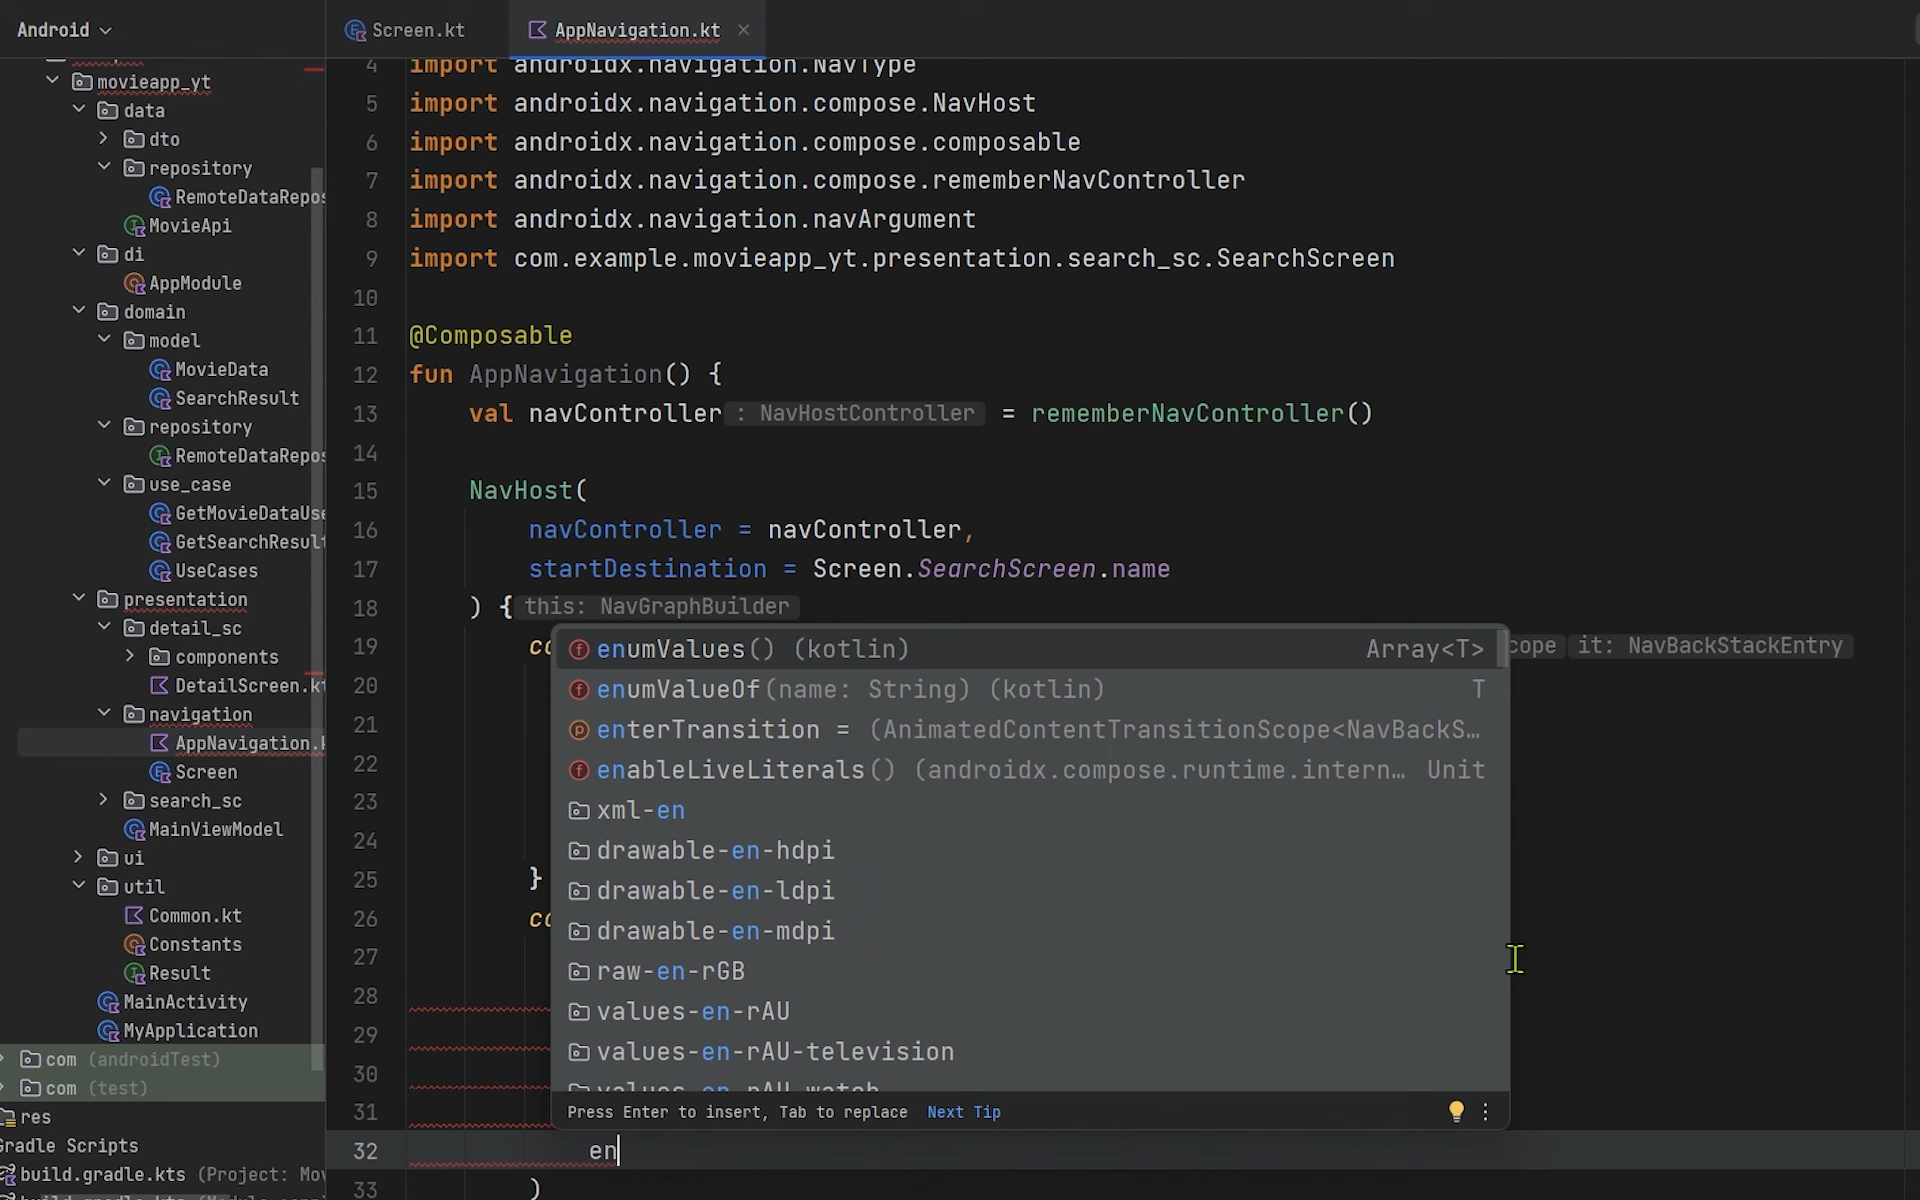 Android
Screen.kt
AppNavigation.kt
movieapp_yt
data
dto
repository
RemoteDataRepos
MovieApi
di
AppModule
domain
model
MovieData
SearchResult
repository
RemoteDataRepos
use_case
GetMovieDataUse
GetSearchResult
UseCases
presentation
detail_sc
components
DetailScreen.kt
navigation
AppNavigation.k
Screen
search_sc
MainViewModel
ui
util
Common.kt
Constants
Result
MainActivity
MyApplication
com (androidTest)
com (test)
res
Gradle Scripts
build.gradle.kts (Project: Mov
4 import androidx.navigation.NavType
5 import androidx.navigation.compose.NavHost
6 import androidx.navigation.compose.composable
7 import androidx.navigation.compose.rememberNavController
8 import androidx.navigation.navArgument
9 import com.example.movieapp_yt.presentation.search_sc.SearchScreen
10
11 @Composable
12 fun AppNavigation() {
13 val navController : NavHostController = rememberNavController()
14
15 NavHost(
16 navController = navController,
17 startDestination = Screen.SearchScreen.name
18 ) { this: NavGraphBuilder
19 co cope it: NavBackStackEntry
20
21
22
23
24
25 }
26 co
27
28
29
30
31
32 en
33 )
enumValues() (kotlin) Array<T>
enumValueOf(name: String) (kotlin) T
enterTransition = (AnimatedContentTransitionScope<NavBackS…
enableLiveLiterals() (androidx.compose.runtime.intern… Unit
xml-en
drawable-en-hdpi
drawable-en-ldpi
drawable-en-mdpi
raw-en-rGB
values-en-rAU
values-en-rAU-television
values-en-rAU-watch
Press Enter to insert, Tab to replace Next Tip